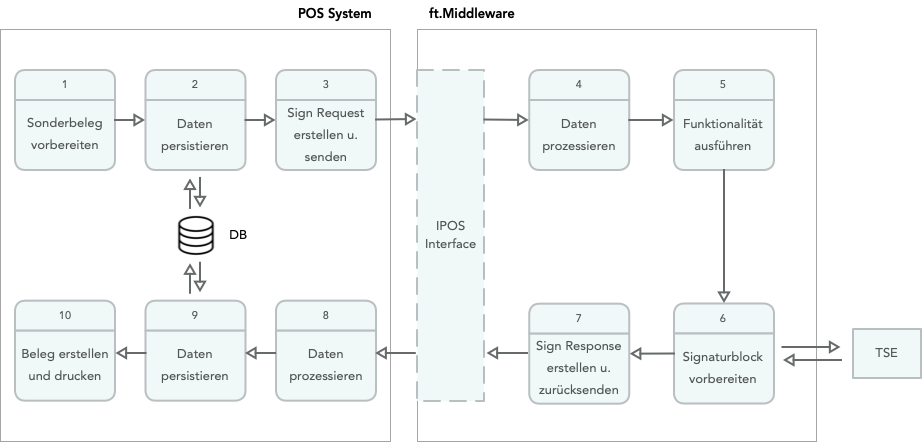 POS System
ft.Middleware
1
Sonderbeleg
vorbereiten
2
Daten
persistieren
3
Sign Request
erstellen u.
senden
4
Daten
prozessieren
5
Funktionalität
ausführen
DB
IPOS
Interface
10
Beleg erstellen
und drucken
9
Daten
persistieren
8
Daten
prozessieren
7
Sign Response
erstellen u.
zurücksenden
6
Signaturblock
vorbereiten
TSE